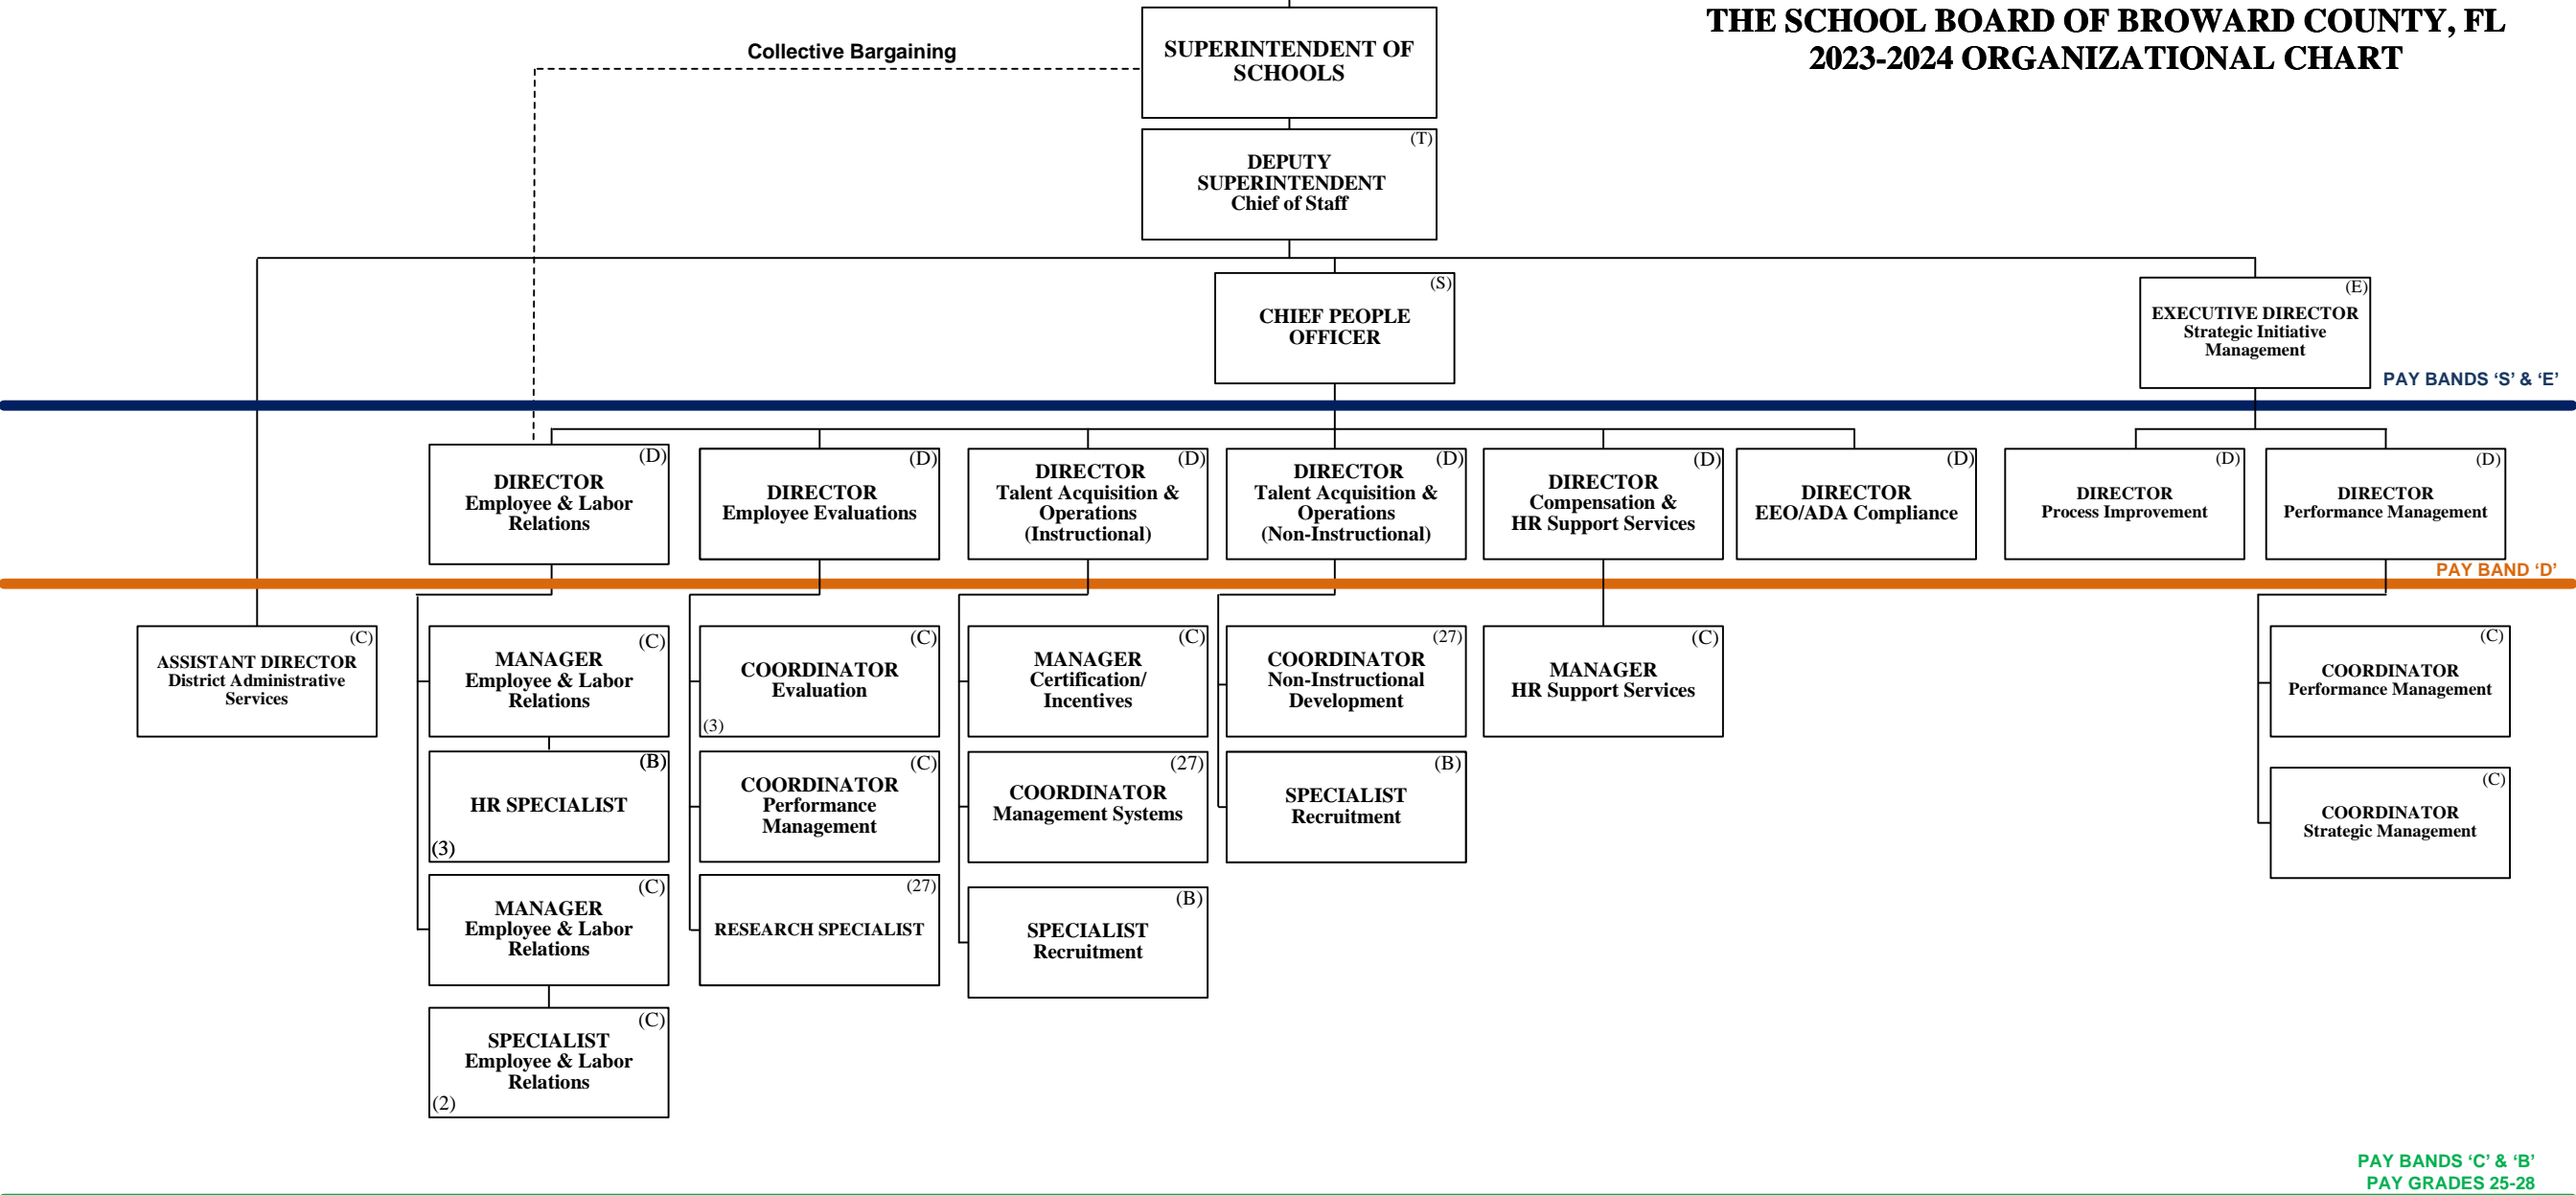 THE SCHOOL BOARD OF BROWARD COUNTY, FL
2023-2024 ORGANIZATIONAL CHART
Collective Bargaining
SUPERINTENDENT OF
SCHOOLS
(T)
DEPUTY
SUPERINTENDENT
Chief of Staff
(S)
CHIEF PEOPLE
OFFICER
(E)
EXECUTIVE DIRECTOR
Strategic Initiative
Management
PAY BANDS ‘S’ & ‘E’
(D)
DIRECTOR
Employee & Labor
Relations
(D)
DIRECTOR
Employee Evaluations
(D)
DIRECTOR
Talent Acquisition &
Operations
(Instructional)
(D)
DIRECTOR
Talent Acquisition &
Operations
(Non-Instructional)
(D)
DIRECTOR
Compensation &
HR Support Services
(D)
DIRECTOR
EEO/ADA Compliance
(D)
DIRECTOR
Process Improvement
(D)
DIRECTOR
Performance Management
PAY BAND ‘D’
(C)
ASSISTANT DIRECTOR
District Administrative
Services
(C)
MANAGER
Employee & Labor
Relations
(B)
HR SPECIALIST
(3)
(C)
MANAGER
Employee & Labor
Relations
(C)
SPECIALIST
Employee & Labor
Relations
(2)
(C)
COORDINATOR
Evaluation
(3)
(C)
COORDINATOR
Performance
Management
(27)
RESEARCH SPECIALIST
(C)
MANAGER
Certification/
Incentives
(27)
COORDINATOR
Management Systems
(B)
SPECIALIST
Recruitment
(27)
COORDINATOR
Non-Instructional
Development
(B)
SPECIALIST
Recruitment
(C)
MANAGER
HR Support Services
(C)
COORDINATOR
Performance Management
(C)
COORDINATOR
Strategic Management
PAY BANDS ‘C’ & ‘B’
PAY GRADES 25-28